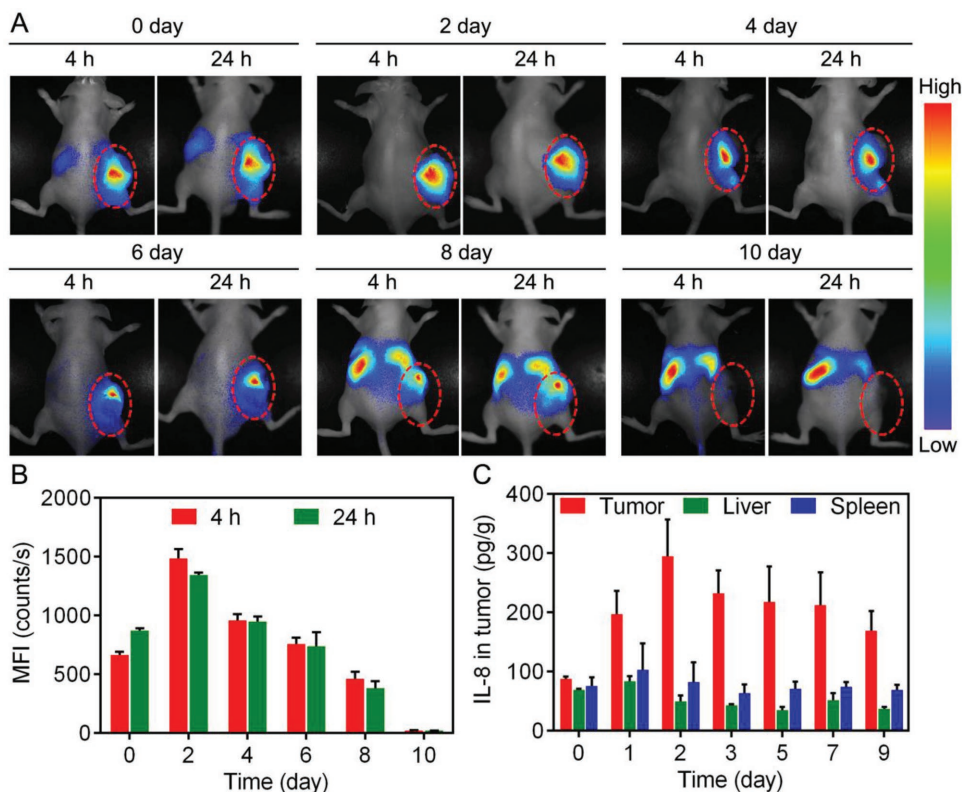 A
0 day
2 day
4 day
4 h
24 h
4 h
24 h
4 h
24 h
High
6 day
8 day
10 day
4 h
24 h
4 h
24 h
4 h
24 h
Low
B
2000
1500
1000
500
0
MFI (counts/s)
4 h
24 h
0 2 4 6 8 10
Time (day)
C
400
300
200
100
0
IL-8 in tumor (pg/g)
Tumor
Liver
Spleen
0 1 2 3 5 7 9
Time (day)